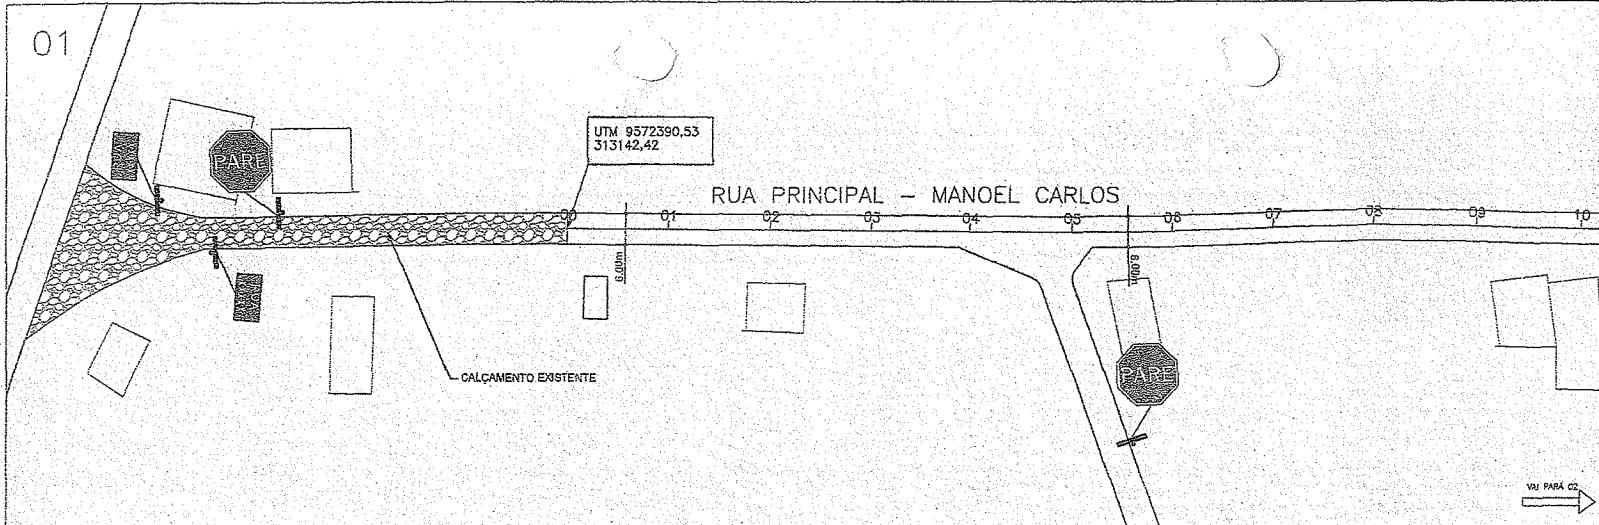 01
PARE
UTM 9572390,53
313142,42
RUA PRINCIPAL – MANOEL CARLOS
00 01 02 03 04 05 06 07 08 09 10
6.00m
6.00m
CALÇAMENTO EXISTENTE
PARE
VAI PARA 02